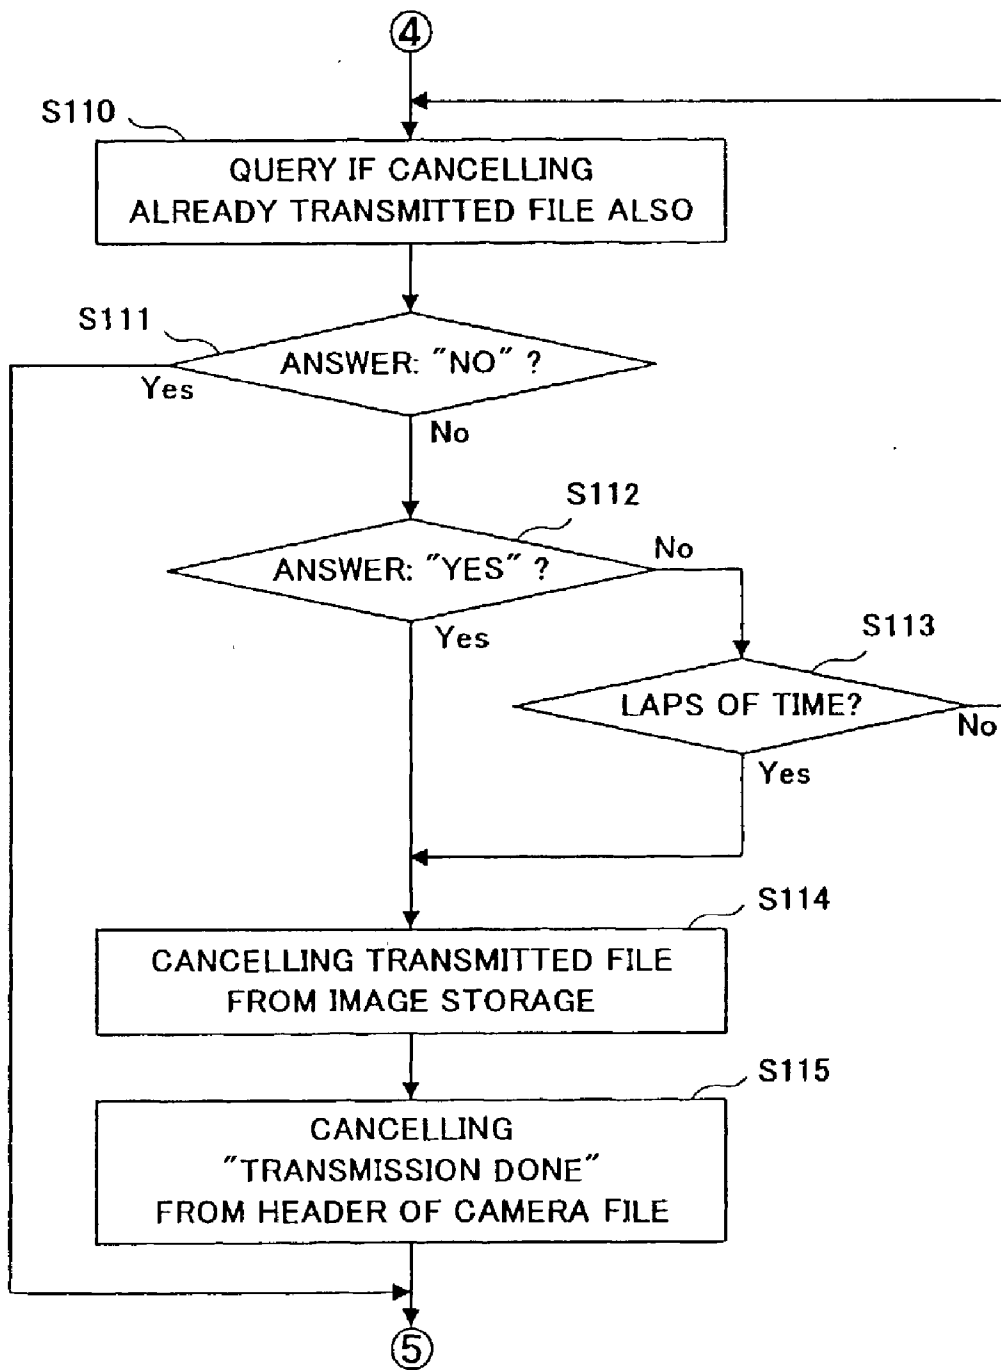 ④
S110
QUERY IF CANCELLING
ALREADY TRANSMITTED FILE ALSO
S111
ANSWER: "NO" ?
Yes
No
S112
ANSWER: "YES" ?
No
Yes
S113
LAPS OF TIME?
No
Yes
S114
CANCELLING TRANSMITTED FILE
FROM IMAGE STORAGE
S115
CANCELLING
"TRANSMISSION DONE"
FROM HEADER OF CAMERA FILE
⑤